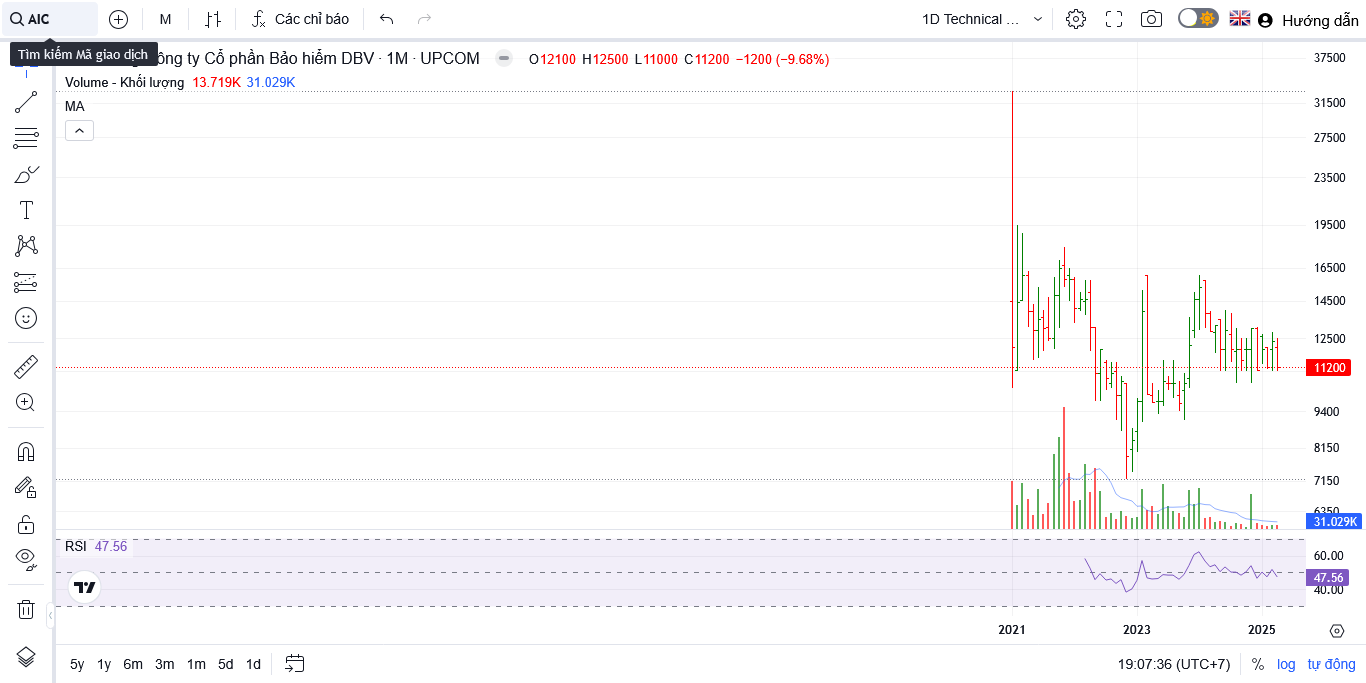 AIC
M
Các chỉ báo
1D Technical ...
Hướng dẫn
Tìm kiếm Mã giao dịch
ông ty Cổ phần Bảo hiểm DBV · 1M · UPCOM
O12100 H12500 L11000 C11200 −1200 (−9.68%)
Volume - Khối lượng 13.719K 31.029K
MA
37500
31500
27500
23500
19500
16500
14500
12500
11200
9400
8150
7150
6350
31.029K
RSI 47.56
60.00
47.56
40.00
2021 2023 2025
5y 1y 6m 3m 1m 5d 1d
19:07:36 (UTC+7) % log tự động